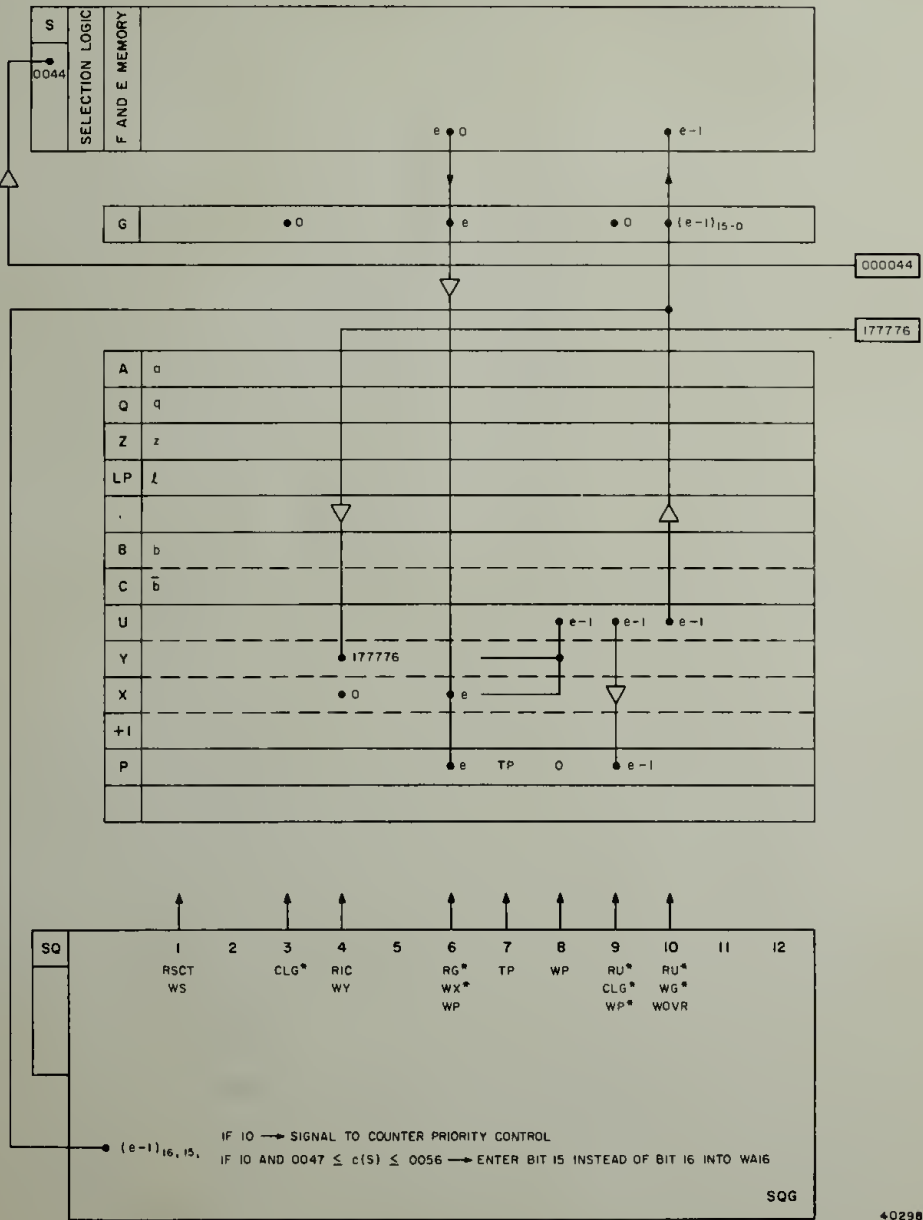 S
0044
SELECTION LOGIC
F AND E MEMORY
e 0
e-1
G
0
e
0
(e-1)15-0
000044
177776
A a
Q q
Z z
LP ℓ
.
B b
C b̅
U
e-1 e-1 e-1
Y
177776
X
0
e
+1
P
e TP 0 e-1
SQ
1 2 3 4 5 6 7 8 9 10 11 12
RSCT CLG* RIC RG* TP WP RU* RU*
WS WY WX* CLG* WG*
WP WP* WOVR
(e-1)16, 15,
IF 10 → SIGNAL TO COUNTER PRIORITY CONTROL
IF 10 AND 0047 ≤ c(S) ≤ 0056 → ENTER BIT 15 INSTEAD OF BIT 16 INTO WA16
SQG
40298